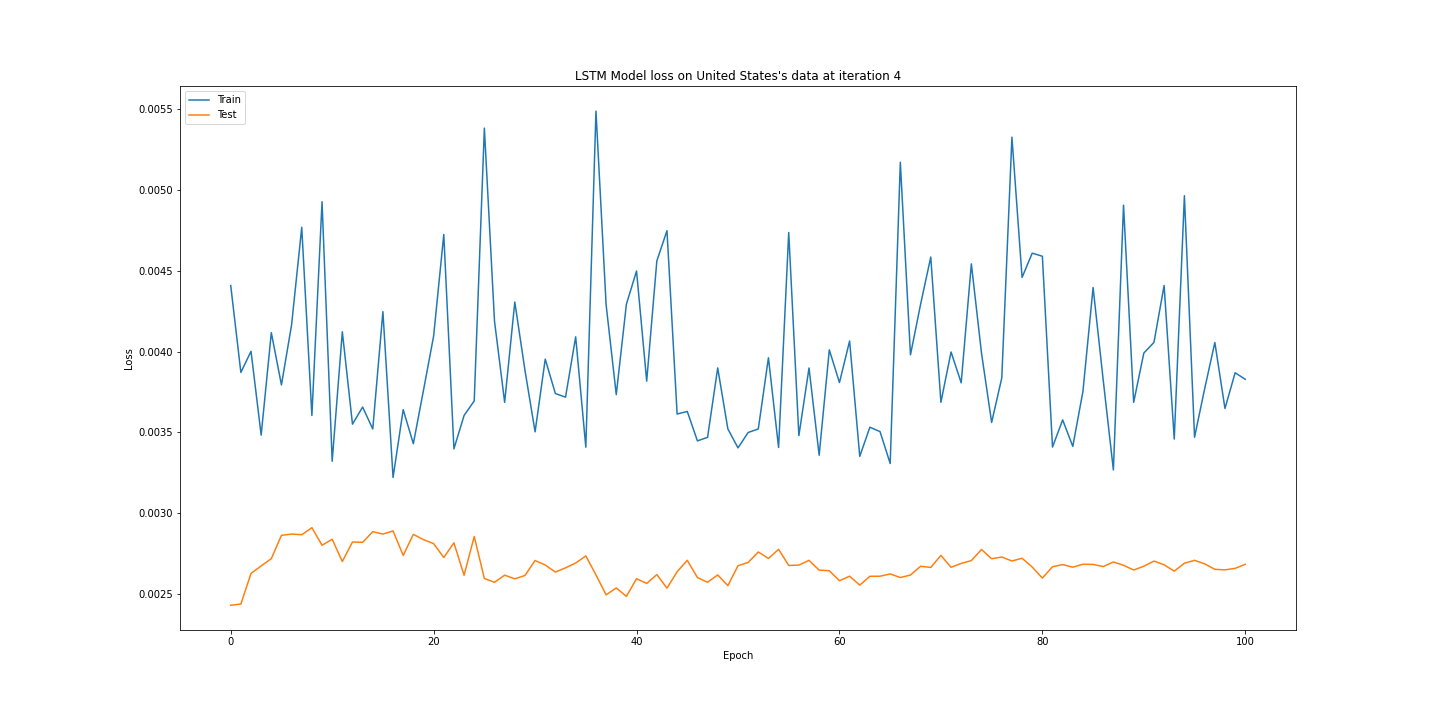 LSTM Model loss on United States's data at iteration 4
Train
Test
0.0055
0.0050
0.0045
0.0040
0.0035
0.0030
0.0025
Loss
0 20 40 60 80 100
Epoch